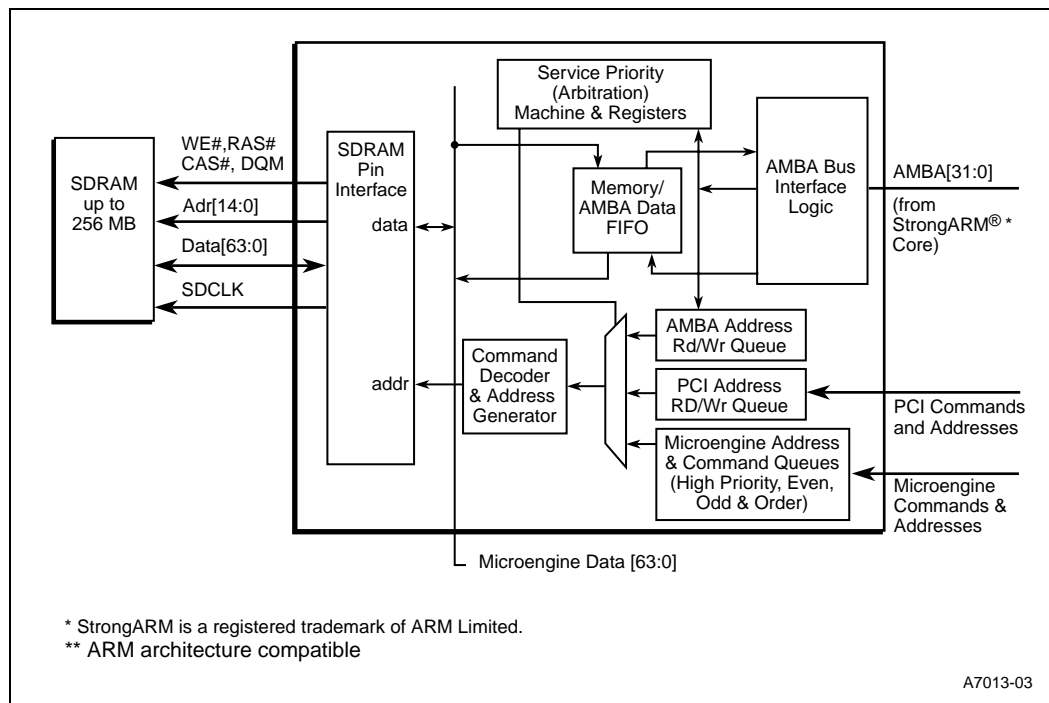 Service Priority
(Arbitration)
Machine & Registers
WE#,RAS#
CAS#, DQM
SDRAM
Pin
Interface
AMBA Bus
Interface
Logic
AMBA[31:0]
SDRAM
up to
256 MB
Memory/
AMBA Data
FIFO
(from
StrongARM® *
Core)
Adr[14:0]
data
Data[63:0]
SDCLK
AMBA Address
Rd/Wr Queue
Command
Decoder
& Address
Generator
addr
PCI Address
RD/Wr Queue
PCI Commands
and Addresses
Microengine Address
& Command Queues
(High Priority, Even,
Odd & Order)
Microengine
Commands &
Addresses
Microengine Data [63:0]
* StrongARM is a registered trademark of ARM Limited.
** ARM architecture compatible
A7013-03